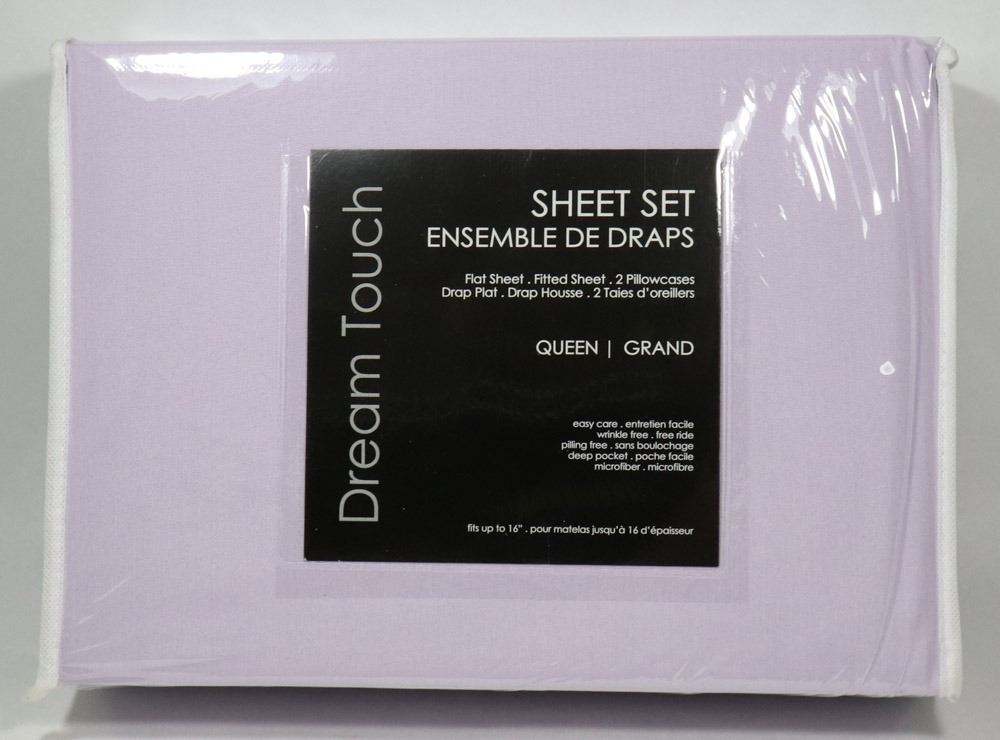 Dream Touch
SHEET SET
ENSEMBLE DE DRAPS
Flat Sheet . Fitted Sheet . 2 Pillowcases
Drap Plat . Drap Housse . 2 Taies d'oreillers
QUEEN | GRAND
easy care . entretien facile
wrinkle free . free ride
pilling free . sans boulochage
deep pocket . poche facile
microfiber . microfibre
fits up to 16" . pour matelas jusqu'à 16 d'épaisseur